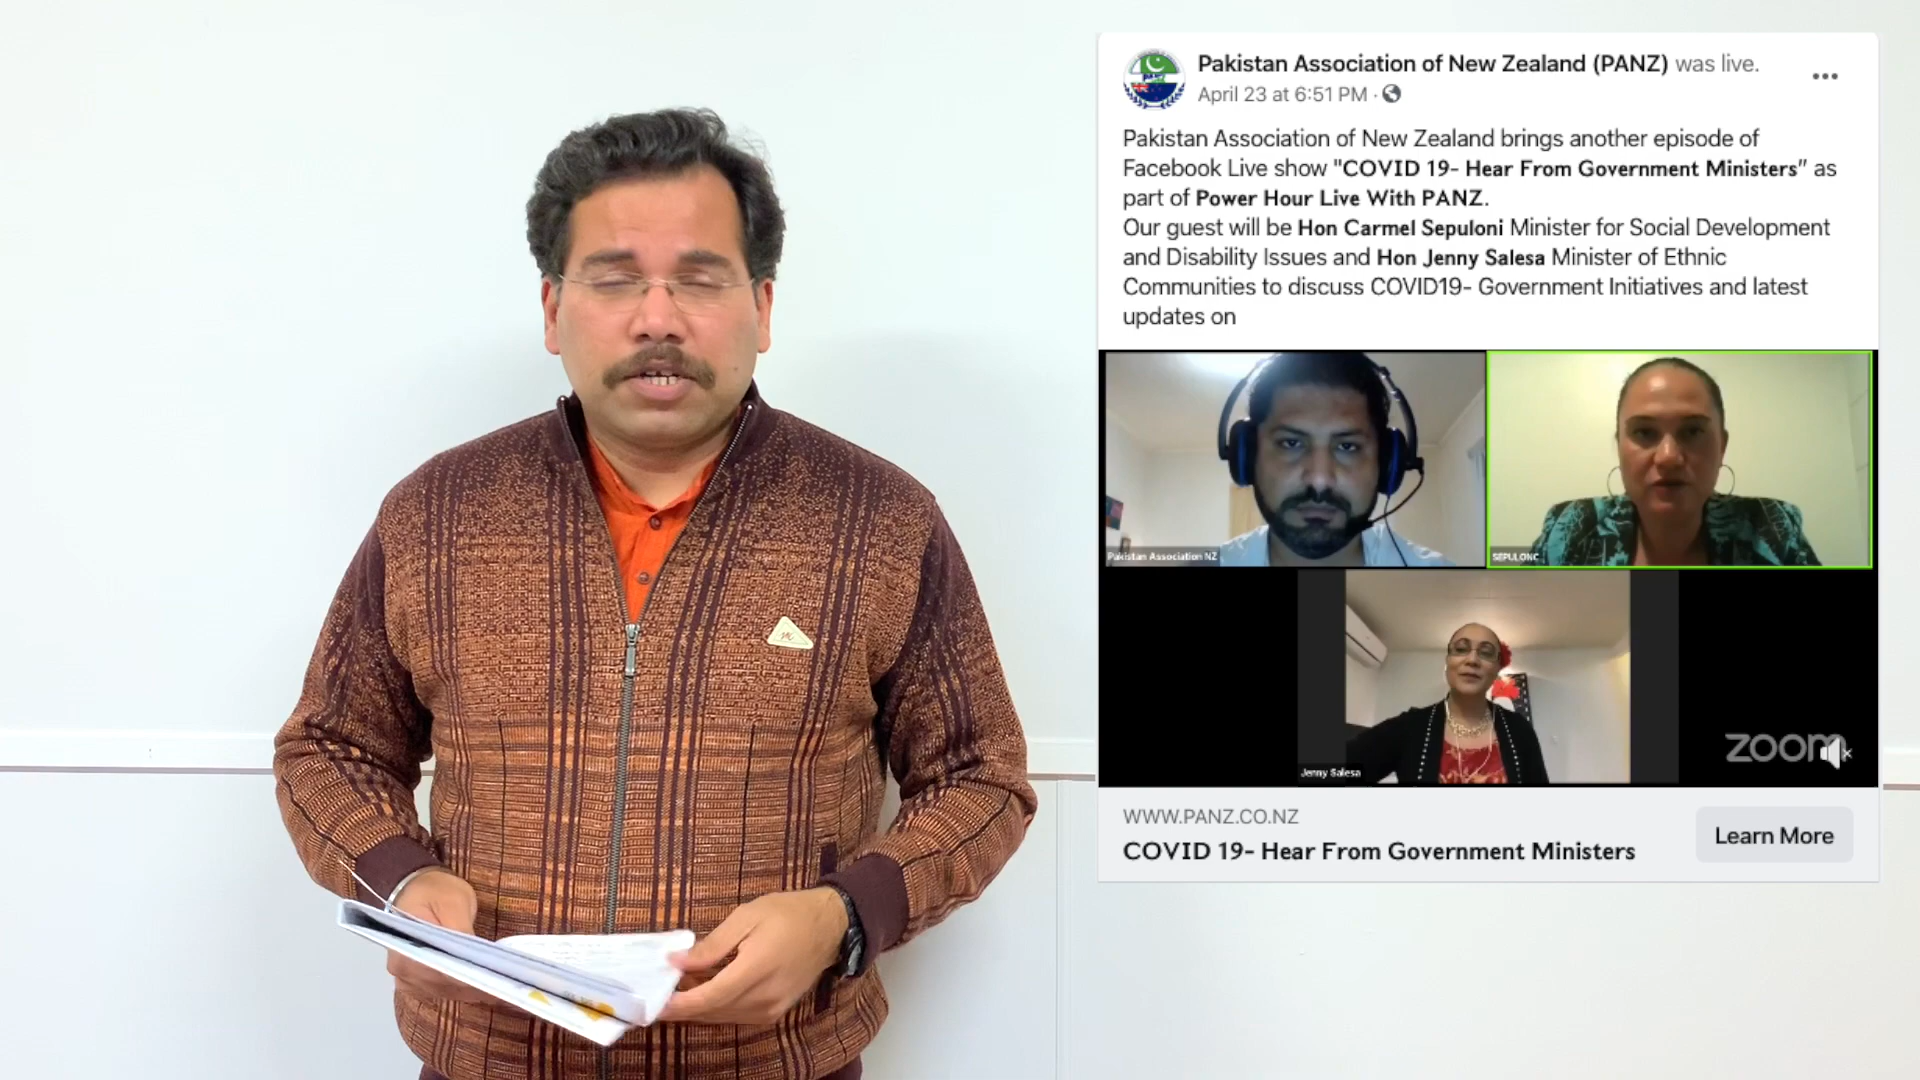 Pakistan Association of New Zealand (PANZ) was live.
April 23 at 6:51 PM ·
Pakistan Association of New Zealand brings another episode of
Facebook Live show "COVID 19- Hear From Government Ministers" as
part of Power Hour Live With PANZ.
Our guest will be Hon Carmel Sepuloni Minister for Social Development
and Disability Issues and Hon Jenny Salesa Minister of Ethnic
Communities to discuss COVID19- Government Initiatives and latest
updates on
Pakistan Association NZ
SEPULONC
Jenny Salesa
zoom
WWW.PANZ.CO.NZ
COVID 19- Hear From Government Ministers
Learn More